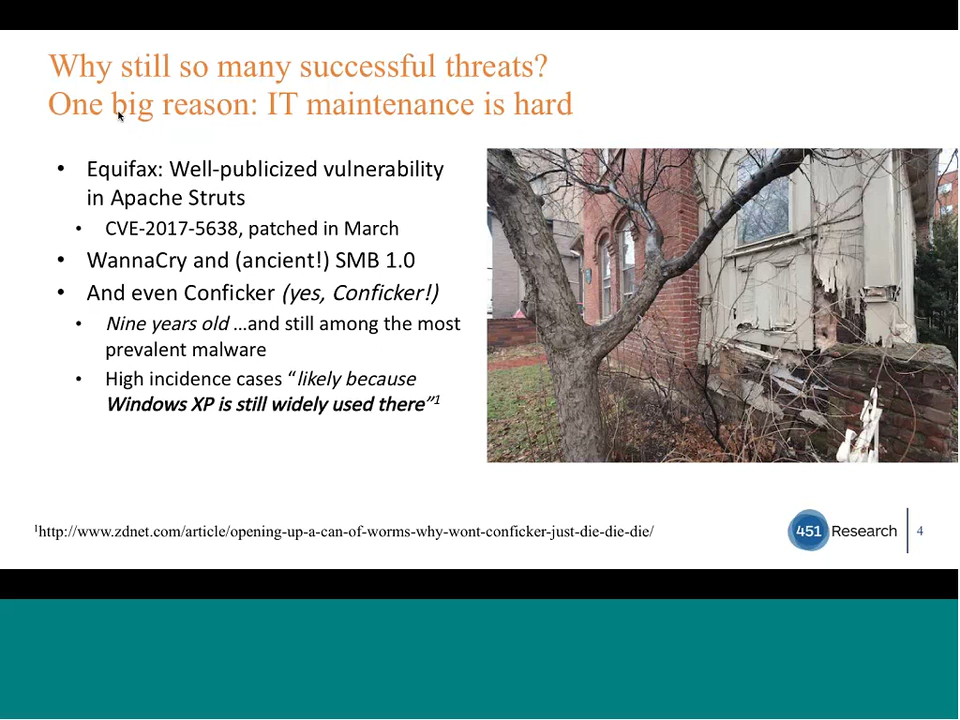 Why still so many successful threats?
One big reason: IT maintenance is hard
• Equifax: Well-publicized vulnerability
in Apache Struts
• CVE-2017-5638, patched in March
• WannaCry and (ancient!) SMB 1.0
• And even Conficker (yes, Conficker!)
• Nine years old ...and still among the most
prevalent malware
• High incidence cases “likely because
Windows XP is still widely used there”1
1http://www.zdnet.com/article/opening-up-a-can-of-worms-why-wont-conficker-just-die-die-die/
451 Research
4